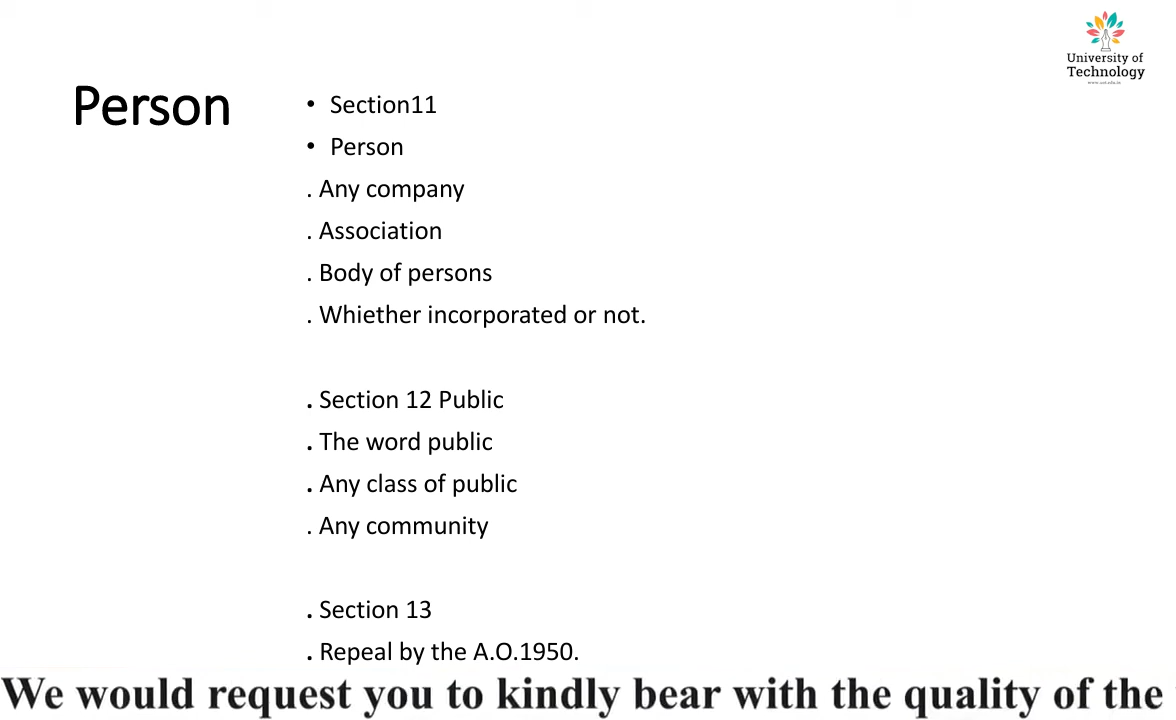 University of
Technology
Person
• Section11
• Person
. Any company
. Association
. Body of persons
. Whiether incorporated or not.
. Section 12 Public
. The word public
. Any class of public
. Any community
. Section 13
. Repeal by the A.O.1950.
We would request you to kindly bear with the quality of the